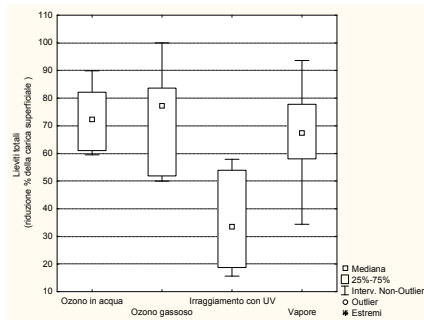 Lieviti totali
(riduzione % della carica superficiale )
110
100
90
80
70
60
50
40
30
20
10
Ozono in acqua
Ozono gassoso
Irraggiamento con UV
Vapore
Mediana
25%-75%
Interv. Non-Outlier
Outlier
Estremi